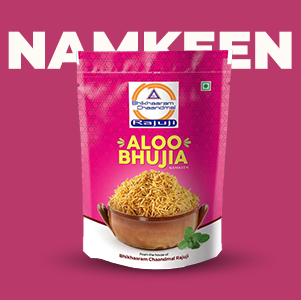 NAMKEEN
Bhikhaaram
Chaandmal
Rajuji
ALOO
BHUJIA
NAMKEEN
From the house of
Bhikhaaram Chaandmal Rajuji